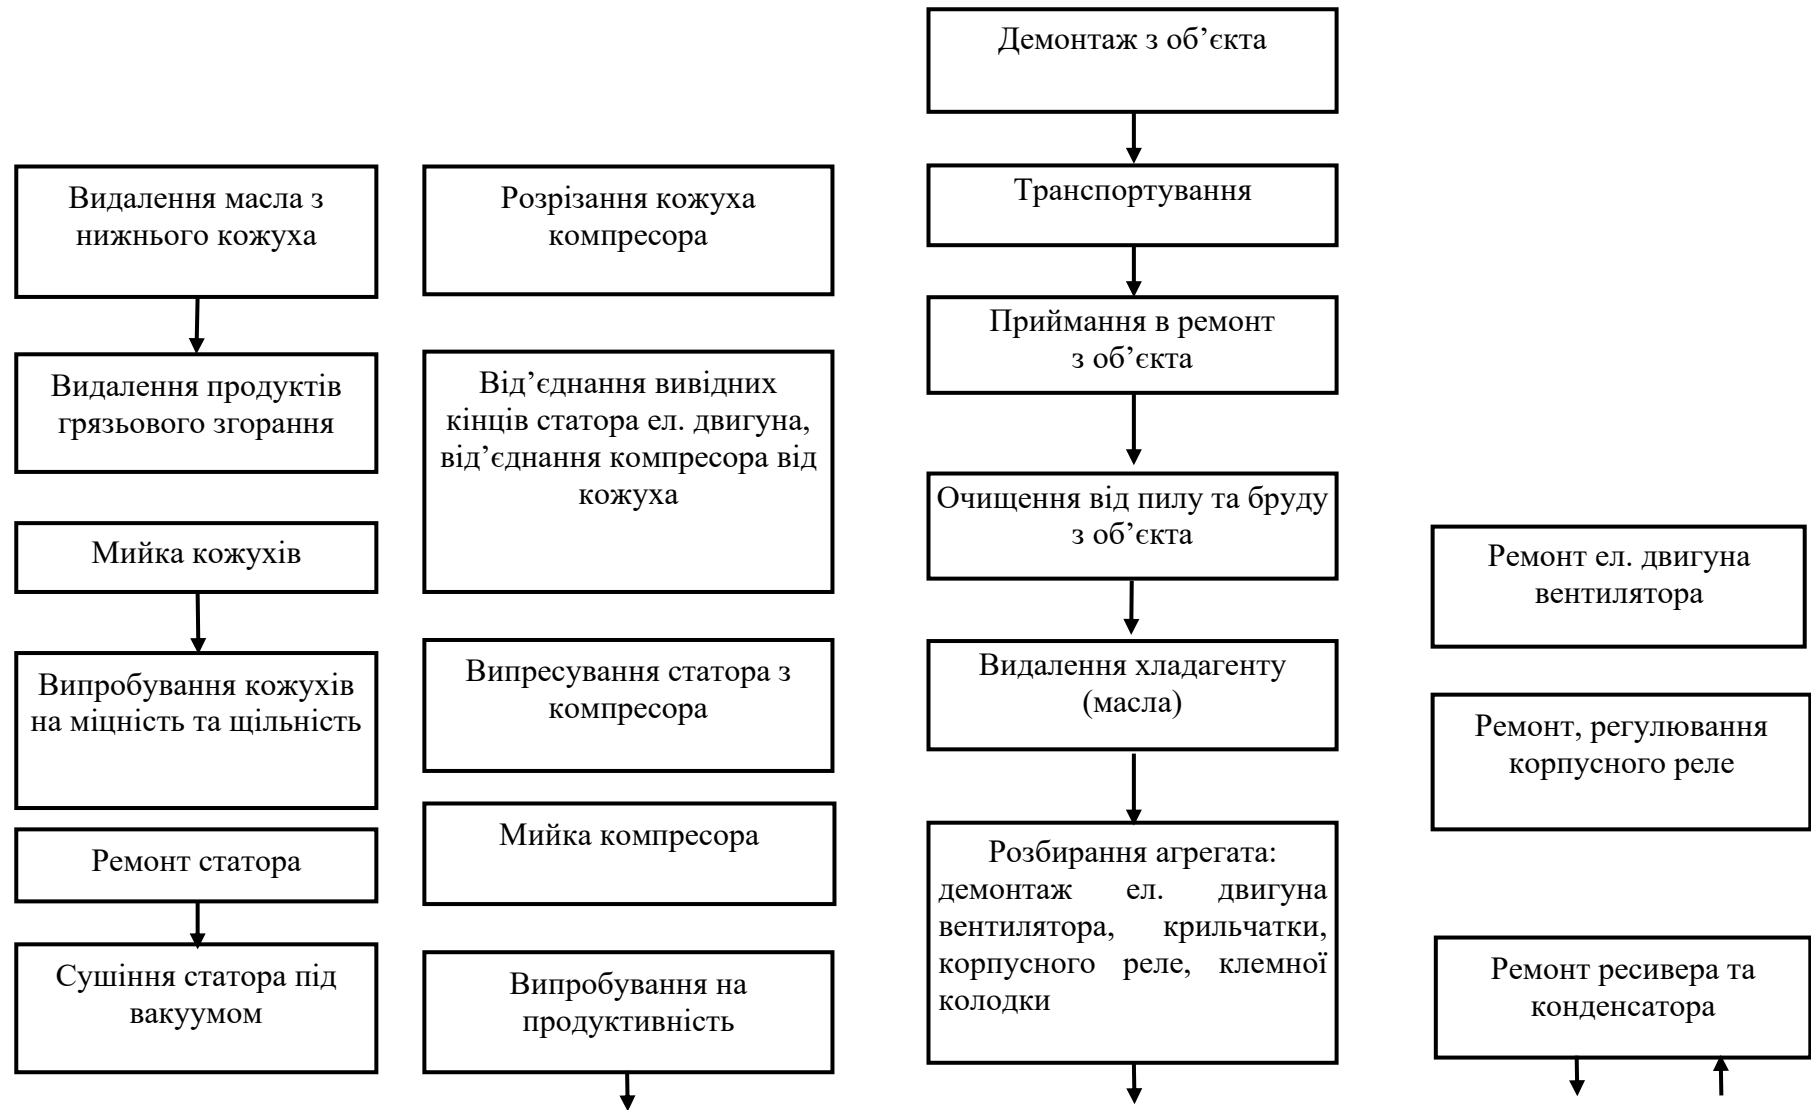 Демонтаж з об’єкта
Транспортування
Приймання в ремонт
з об’єкта
Очищення від пилу та бруду
з об’єкта
Видалення хладагенту
(масла)
Розбирання агрегата:
демонтаж ел. двигуна
вентилятора, крильчатки,
корпусного реле, клемної
колодки
Видалення масла з
нижнього кожуха
Видалення продуктів
грязьового згорання
Мийка кожухів
Випробування кожухів
на міцність та щільність
Ремонт статора
Сушіння статора під
вакуумом
Розрізання кожуха
компресора
Від’єднання вивідних
кінців статора ел. двигуна,
від’єднання компресора від
кожуха
Випресування статора з
компресора
Мийка компресора
Випробування на
продуктивність
Ремонт ел. двигуна
вентилятора
Ремонт, регулювання
корпусного реле
Ремонт ресивера та
конденсатора